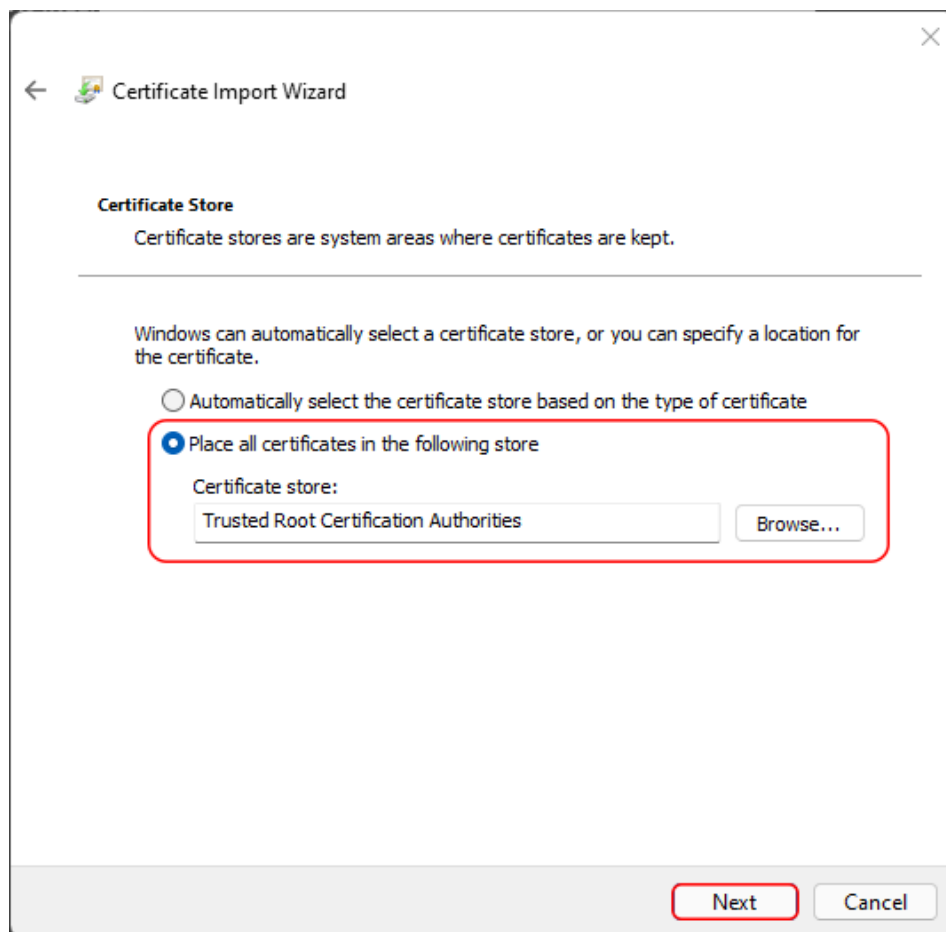 Certificate Import Wizard
Certificate Store
Certificate stores are system areas where certificates are kept.
Windows can automatically select a certificate store, or you can specify a location for
the certificate.
Automatically select the certificate store based on the type of certificate
Place all certificates in the following store
Certificate store:
Trusted Root Certification Authorities
Browse...
Next
Cancel